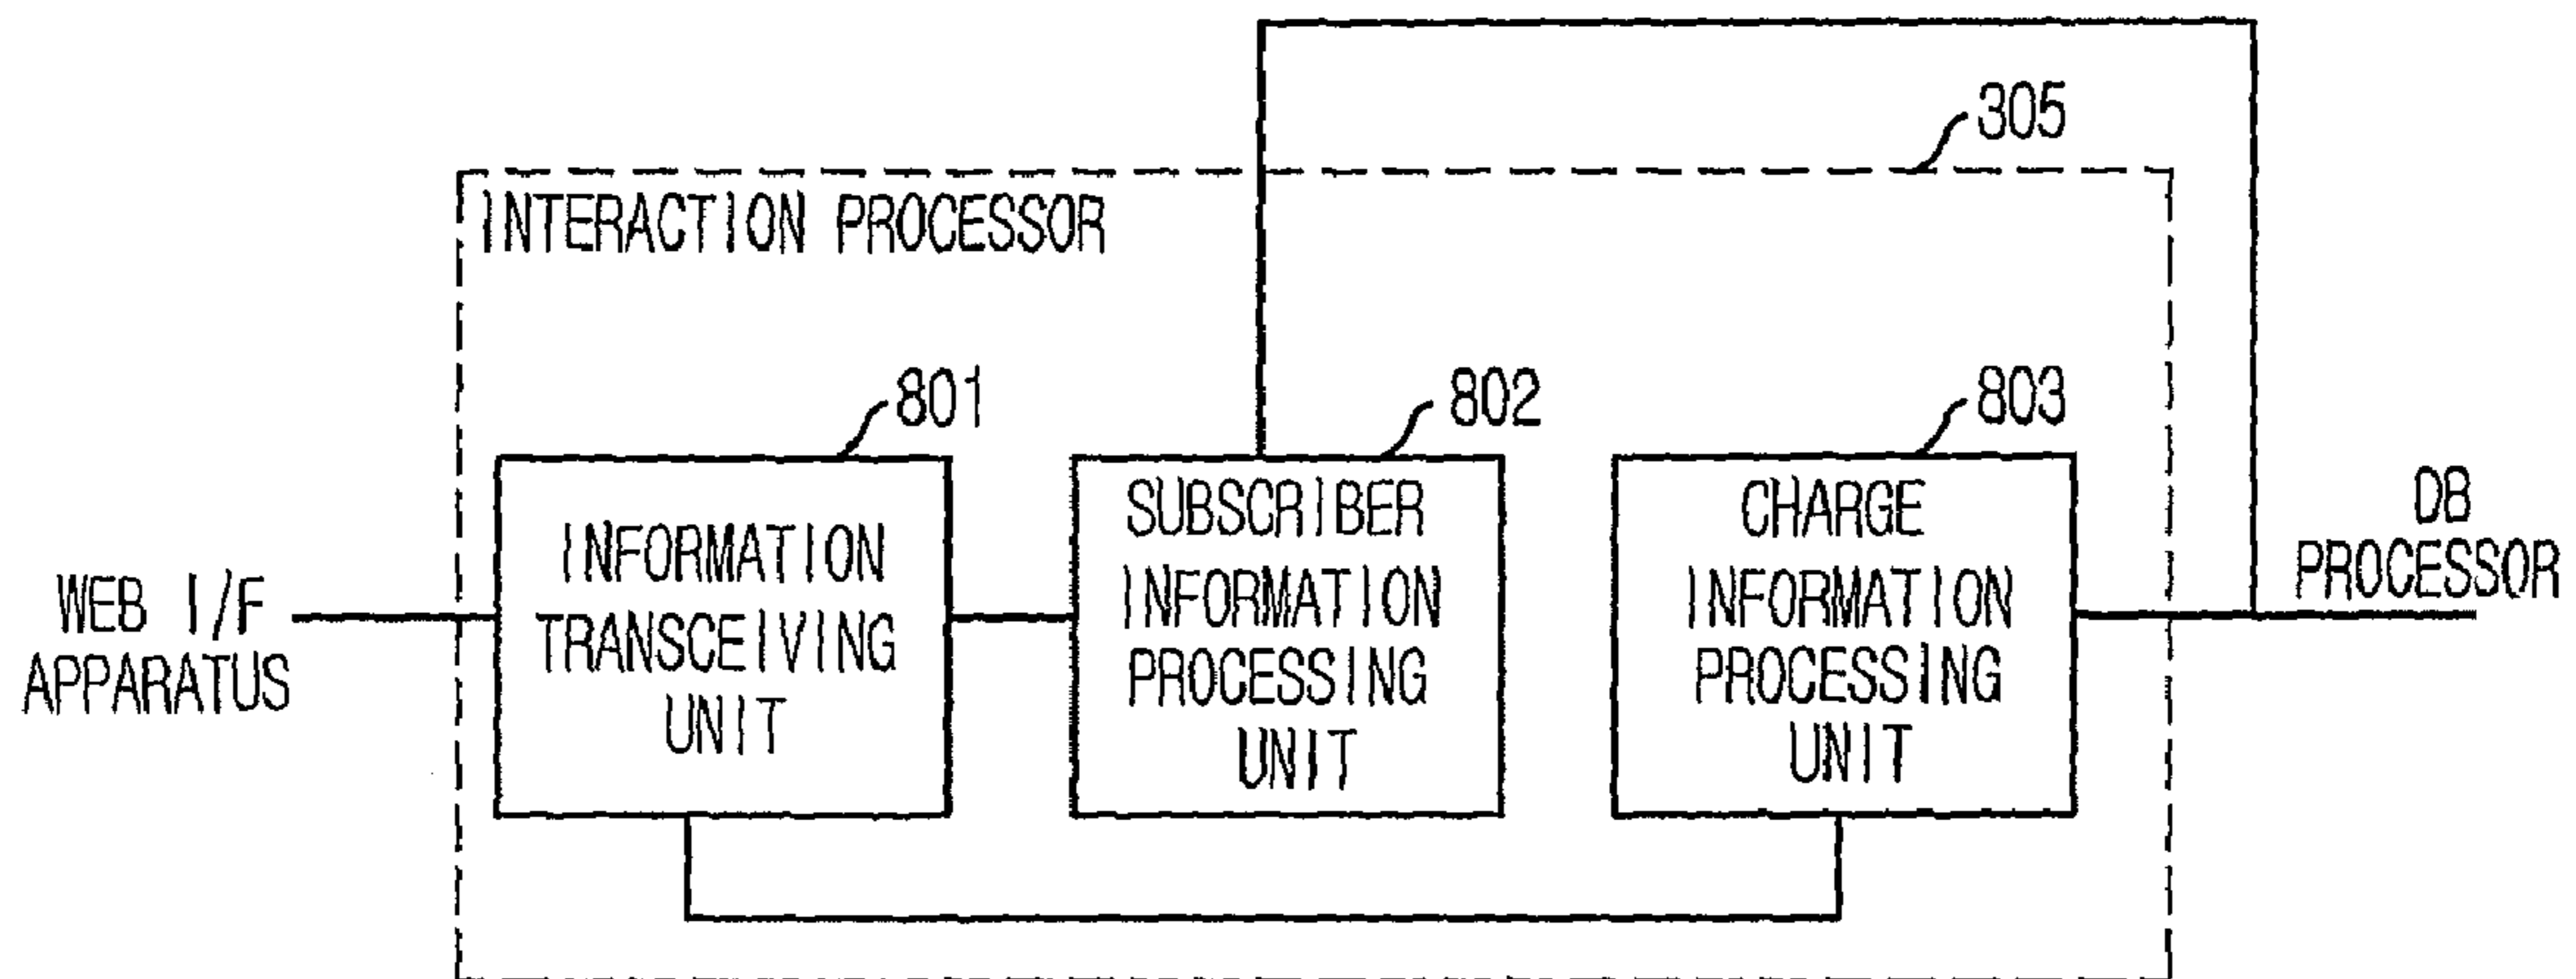 305
INTERACTION PROCESSOR
801
802
803
WEB I/F
APPARATUS
INFORMATION
TRANSCEIVING
UNIT
SUBSCRIBER
INFORMATION
PROCESSING
UNIT
CHARGE
INFORMATION
PROCESSING
UNIT
DB
PROCESSOR